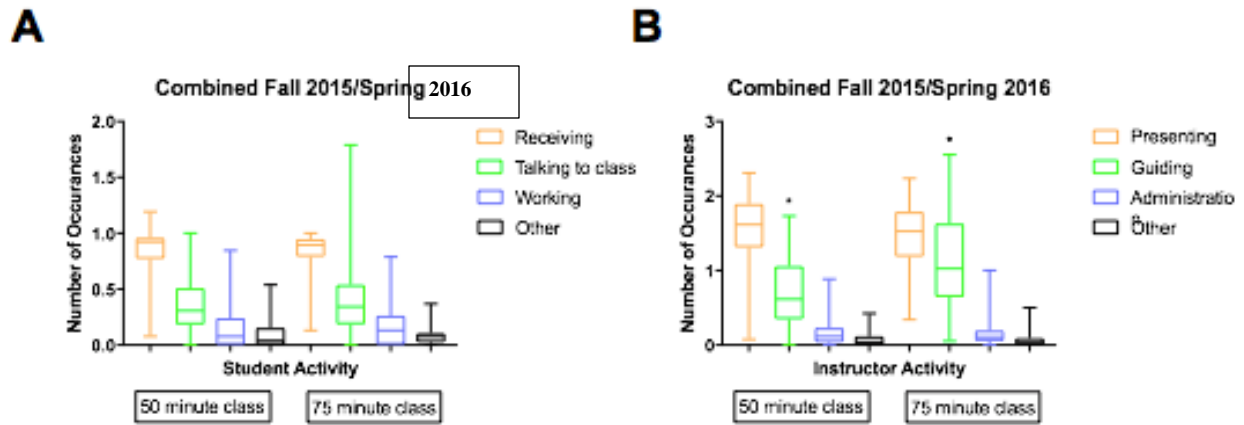 A
Combined Fall 2015/Spring 2016
Number of Occurances
2.0
1.5
1.0
0.5
0.0
Receiving
Talking to class
Working
Other
Student Activity
50 minute class
75 minute class
B
Combined Fall 2015/Spring 2016
Number of Occurances
3
2
1
0
*
*
Presenting
Guiding
Administratio
n
Other
Instructor Activity
50 minute class
75 minute class